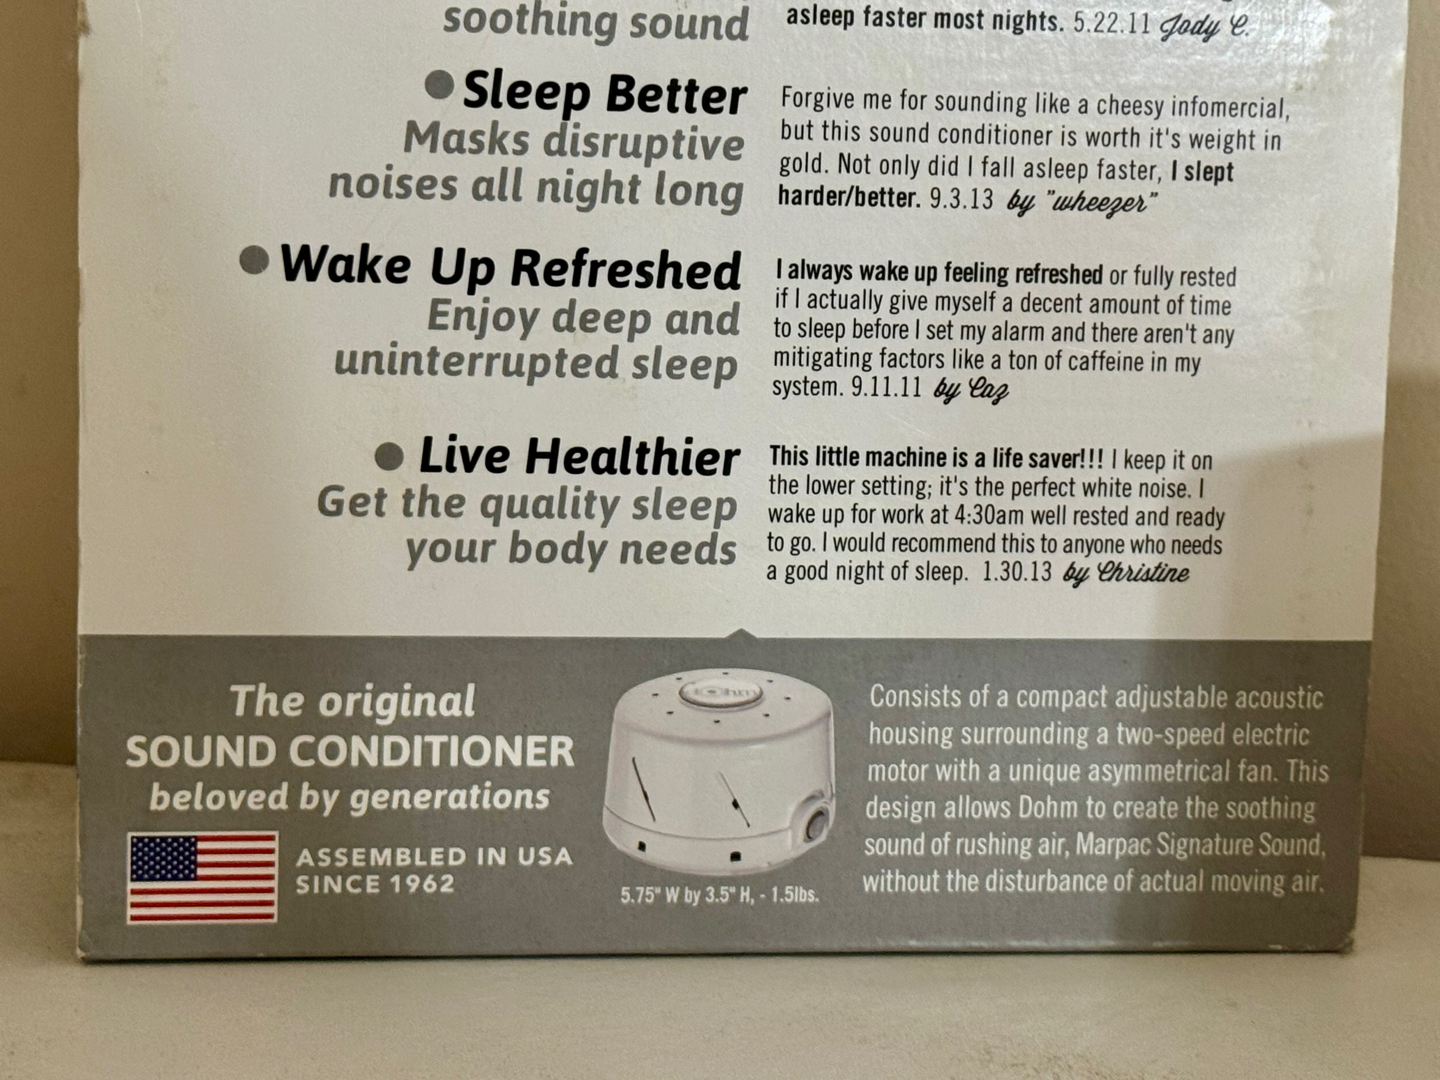 soothing sound
asleep faster most nights. 5.22.11 Jody C.
● Sleep Better
Masks disruptive
noises all night long
Forgive me for sounding like a cheesy infomercial,
but this sound conditioner is worth it's weight in
gold. Not only did I fall asleep faster, I slept
harder/better. 9.3.13 by "wheezer"
● Wake Up Refreshed
Enjoy deep and
uninterrupted sleep
I always wake up feeling refreshed or fully rested
if I actually give myself a decent amount of time
to sleep before I set my alarm and there aren't any
mitigating factors like a ton of caffeine in my
system. 9.11.11 by Caz
● Live Healthier
Get the quality sleep
your body needs
This little machine is a life saver!!! I keep it on
the lower setting; it's the perfect white noise. I
wake up for work at 4:30am well rested and ready
to go. I would recommend this to anyone who needs
a good night of sleep. 1.30.13 by Christine
The original
SOUND CONDITIONER
beloved by generations
ASSEMBLED IN USA
SINCE 1962
Dohm
5.75" W by 3.5" H, - 1.5lbs.
Consists of a compact adjustable acoustic
housing surrounding a two-speed electric
motor with a unique asymmetrical fan. This
design allows Dohm to create the soothing
sound of rushing air, Marpac Signature Sound,
without the disturbance of actual moving air.